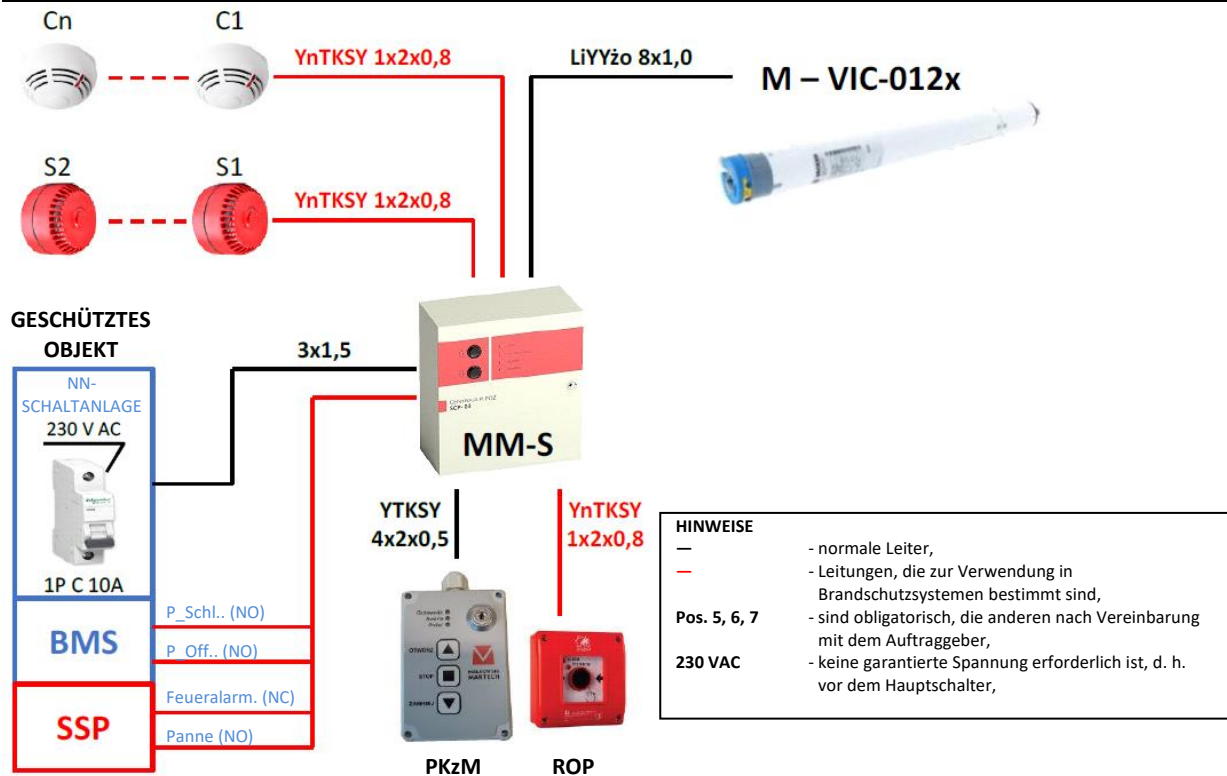 Cn
C1
YnTKSY 1x2x0,8
LiYYżo 8x1,0
M – VIC-012x
S2
S1
YnTKSY 1x2x0,8
GESCHÜTZTES
OBJEKT
3x1,5
NN-
SCHALTANLAGE
230 V AC
1P C 10A
SCP-
MM-S
YTKSY
4x2x0,5
YnTKSY
1x2x0,8
BMS
P_Schl.. (NO)
P_Off.. (NO)
SSP
Feueralarm. (NC)
Panne (NO)
OTWÓRZ
STOP
ZAMKNIJ
MARTECH
PKzM
ROP
HINWEISE
— - normale Leiter,
— - Leitungen, die zur Verwendung in
Brandschutzsystemen bestimmt sind,
Pos. 5, 6, 7 - sind obligatorisch, die anderen nach Vereinbarung
mit dem Auftraggeber,
230 VAC - keine garantierte Spannung erforderlich ist, d. h.
vor dem Hauptschalter,